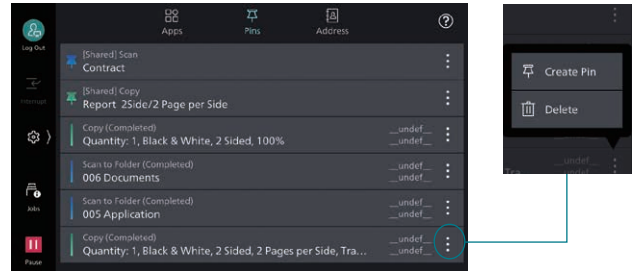 Apps
Pins
Address
Log Out
[Shared] Scan
Contract
Interrupt
[Shared] Copy
Report 2Side/2 Page per Side
Copy (Completed)
Quantity: 1, Black & White, 2 Sided, 100%
__undef__
__undef__
Scan to Folder (Completed)
006 Documents
__undef__
__undef__
Jobs
Scan to Folder (Completed)
005 Application
__undef__
__undef__
Pause
Copy (Completed)
Quantity: 1, Black & White, 2 Sided, 2 Pages per Side, Tra...
__undef__
__undef__
Create Pin
Delete
__undef__
Tra
undef